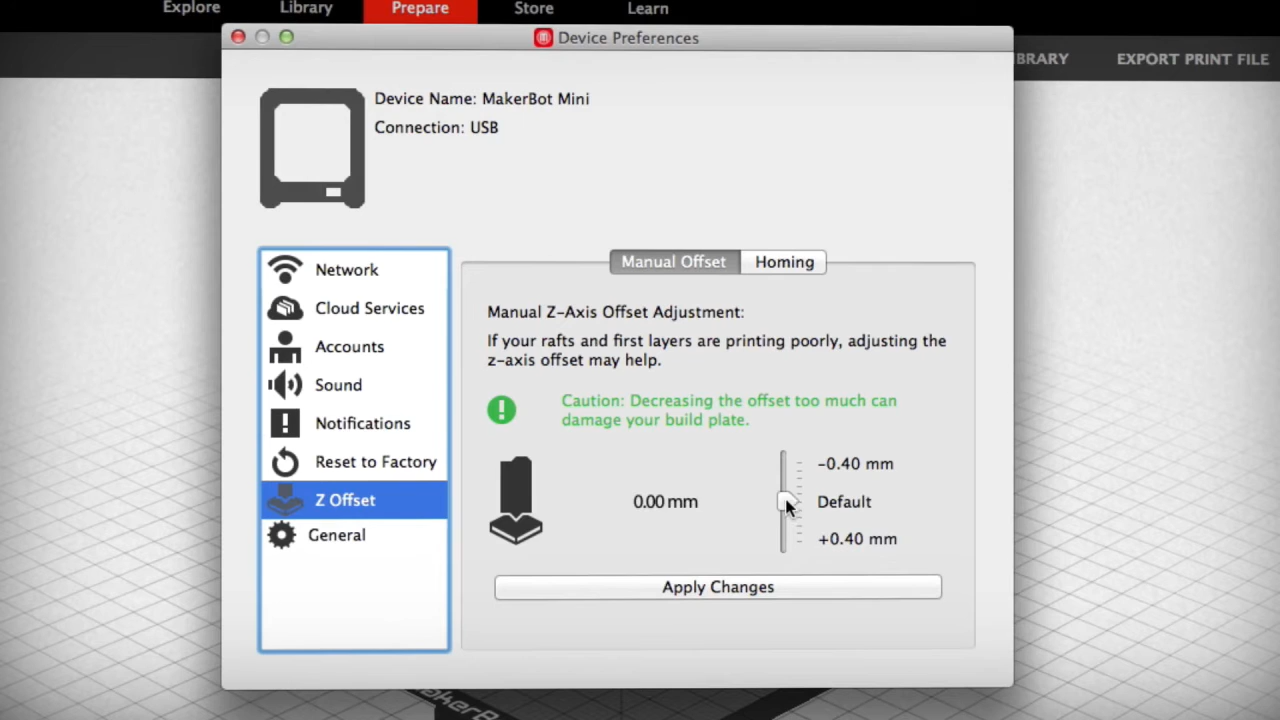 Explore Library Prepare Store Learn
Device Preferences
BRARY EXPORT PRINT FILE
Device Name: MakerBot Mini
Connection: USB
Network
Cloud Services
Accounts
Sound
Notifications
Reset to Factory
Z Offset
General
Manual Offset Homing
Manual Z-Axis Offset Adjustment:
If your rafts and first layers are printing poorly, adjusting the
z-axis offset may help.
Caution: Decreasing the offset too much can
damage your build plate.
-0.40 mm
0.00 mm Default
+0.40 mm
Apply Changes
akerB